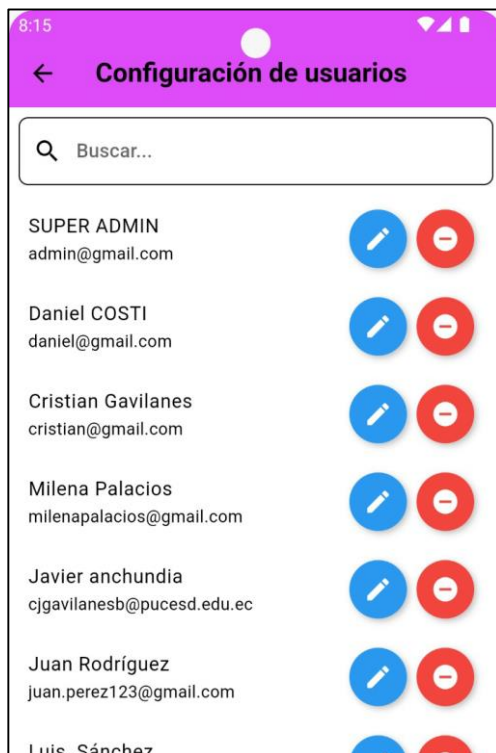 8:15
Configuración de usuarios
Buscar...
SUPER ADMIN
admin@gmail.com
Daniel COSTI
daniel@gmail.com
Cristian Gavilanes
cristian@gmail.com
Milena Palacios
milenapalacios@gmail.com
Javier anchundia
cjgavilanesb@pucesd.edu.ec
Juan Rodríguez
juan.perez123@gmail.com
Luis Sánchez